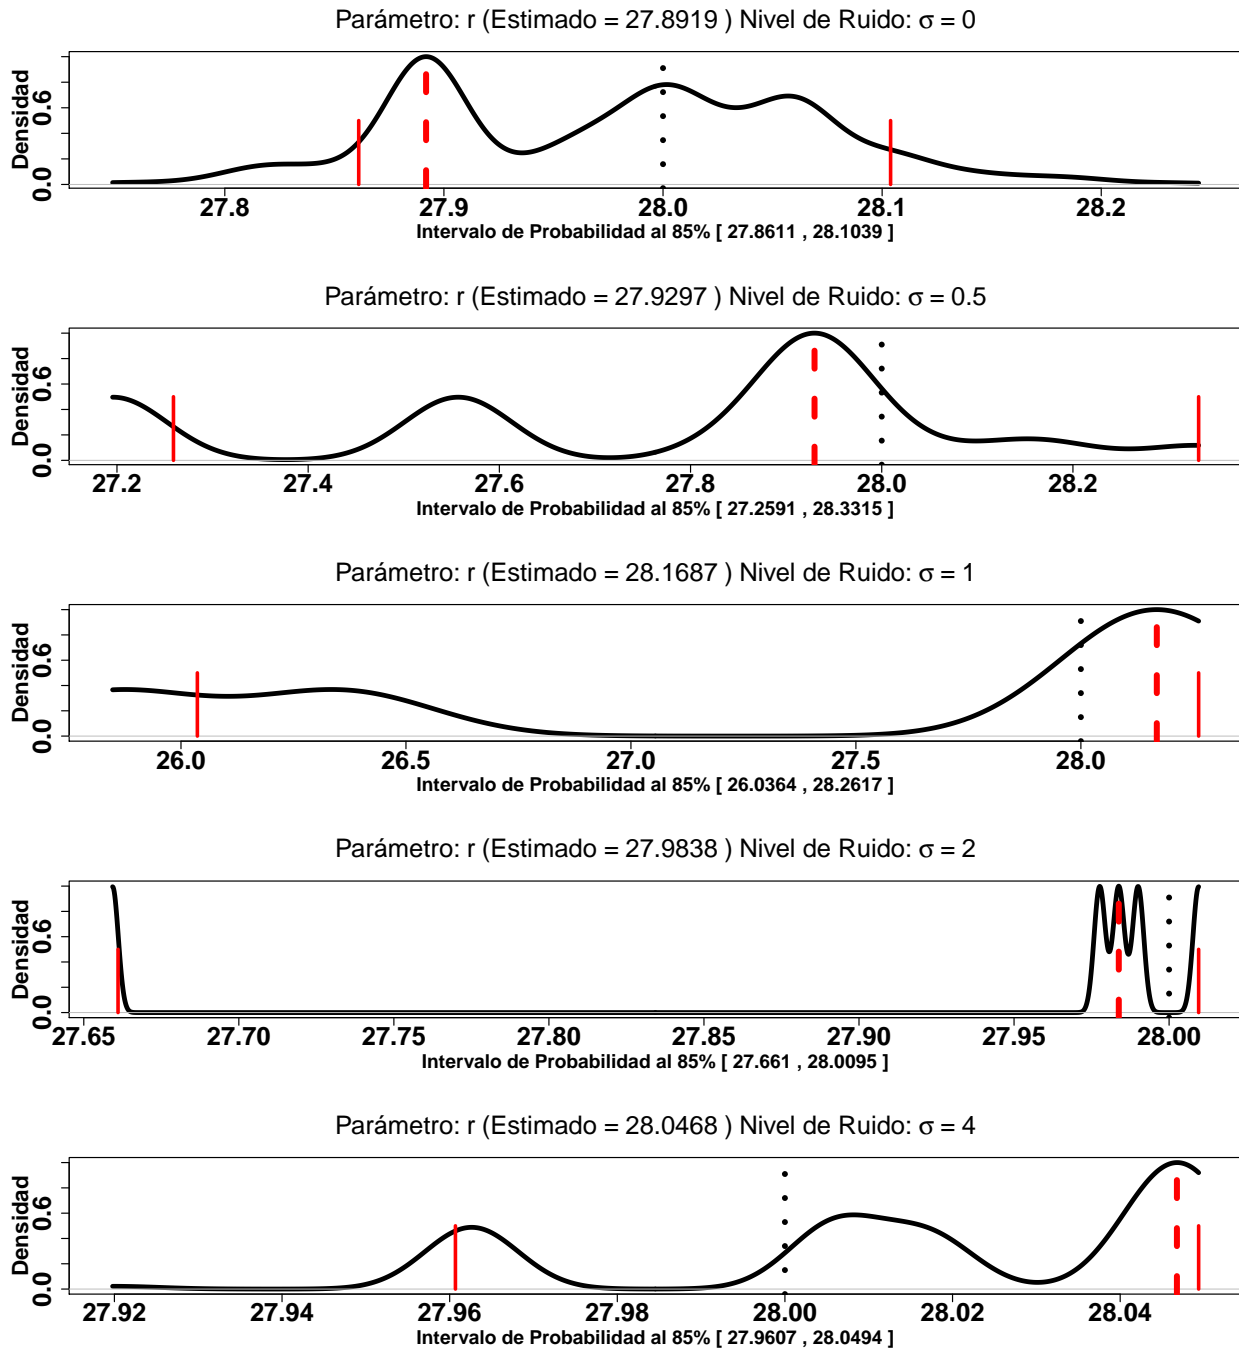 Parámetro: r (Estimado = 27.8919 ) Nivel de Ruido: σ = 0
Densidad
0.0 0.6
27.8 27.9 28.0 28.1 28.2
Intervalo de Probabilidad al 85% [ 27.8611 , 28.1039 ]
Parámetro: r (Estimado = 27.9297 ) Nivel de Ruido: σ = 0.5
Densidad
0.0 0.6
27.2 27.4 27.6 27.8 28.0 28.2
Intervalo de Probabilidad al 85% [ 27.2591 , 28.3315 ]
Parámetro: r (Estimado = 28.1687 ) Nivel de Ruido: σ = 1
Densidad
0.0 0.6
26.0 26.5 27.0 27.5 28.0
Intervalo de Probabilidad al 85% [ 26.0364 , 28.2617 ]
Parámetro: r (Estimado = 27.9838 ) Nivel de Ruido: σ = 2
Densidad
0.0 0.6
27.65 27.70 27.75 27.80 27.85 27.90 27.95 28.00
Intervalo de Probabilidad al 85% [ 27.661 , 28.0095 ]
Parámetro: r (Estimado = 28.0468 ) Nivel de Ruido: σ = 4
Densidad
0.0 0.6
27.92 27.94 27.96 27.98 28.00 28.02 28.04
Intervalo de Probabilidad al 85% [ 27.9607 , 28.0494 ]